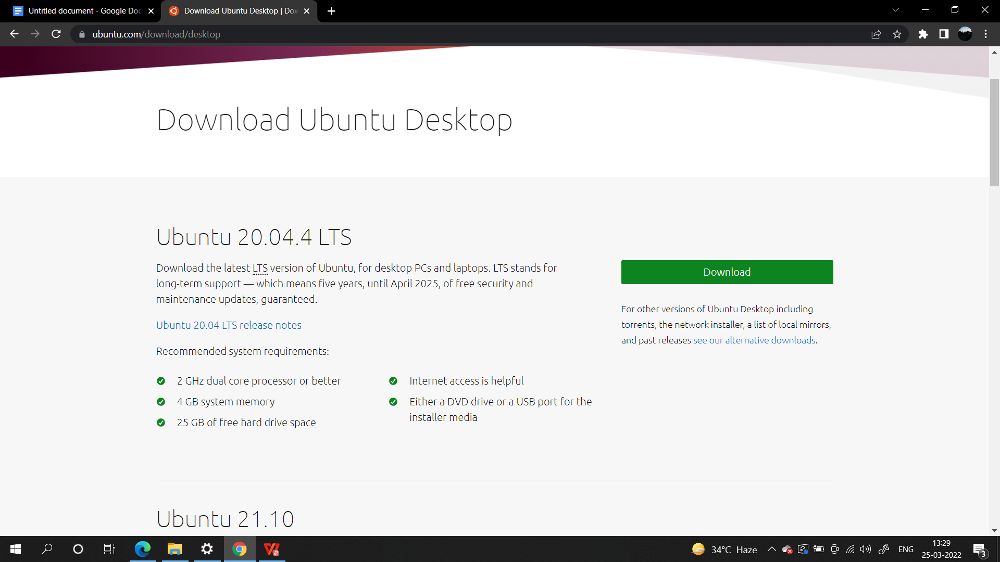 Untitled document - Google Doc
Download Ubuntu Desktop | Dow
ubuntu.com/download/desktop
Download Ubuntu Desktop
Ubuntu 20.04.4 LTS
Download the latest LTS version of Ubuntu, for desktop PCs and laptops. LTS stands for
long-term support — which means five years, until April 2025, of free security and
maintenance updates, guaranteed.
Ubuntu 20.04 LTS release notes
Recommended system requirements:
2 GHz dual core processor or better
4 GB system memory
25 GB of free hard drive space
Internet access is helpful
Either a DVD drive or a USB port for the
installer media
Download
For other versions of Ubuntu Desktop including
torrents, the network installer, a list of local mirrors,
and past releases see our alternative downloads.
Ubuntu 21.10
34°C Haze
ENG
13:29
25-03-2022
3